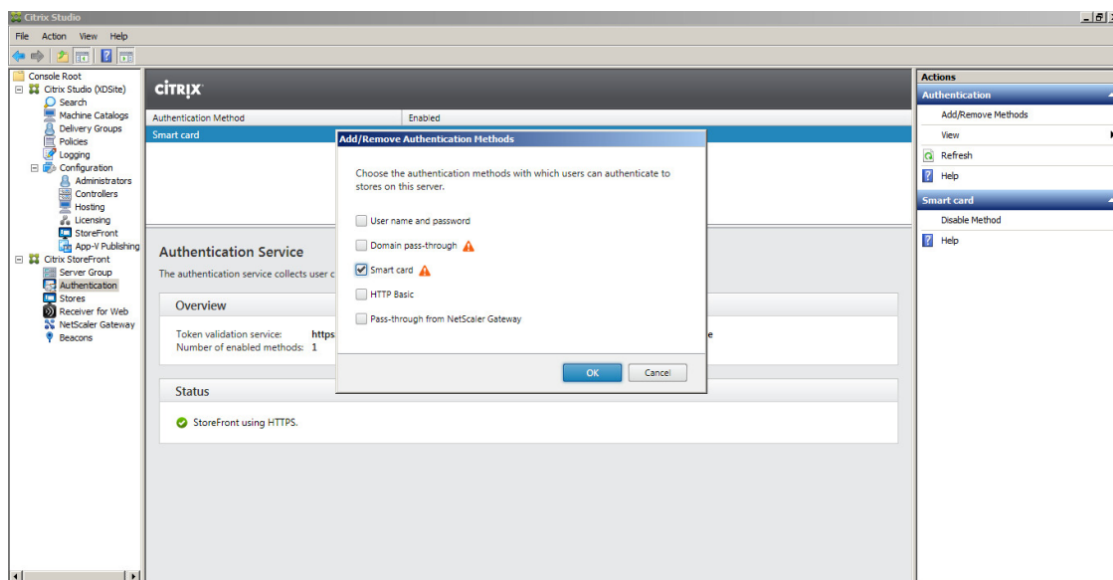 Citrix Studio
File Action View Help
Console Root
Citrix Studio (XDSite)
Search
Machine Catalogs
Delivery Groups
Policies
Logging
Configuration
Administrators
Controllers
Hosting
Licensing
StoreFront
App-V Publishing
Citrix StoreFront
Server Group
Authentication
Stores
Receiver for Web
NetScaler Gateway
Beacons
CITRIX
Authentication Method Enabled
Smart card
Add/Remove Authentication Methods
Choose the authentication methods with which users can authenticate to
stores on this server.
User name and password
Domain pass-through
Smart card
HTTP Basic
Pass-through from NetScaler Gateway
OK Cancel
Authentication Service
The authentication service collects user c
Overview
Token validation service: https e
Number of enabled methods: 1
Status
StoreFront using HTTPS.
Actions
Authentication
Add/Remove Methods
View
Refresh
Help
Smart card
Disable Method
Help